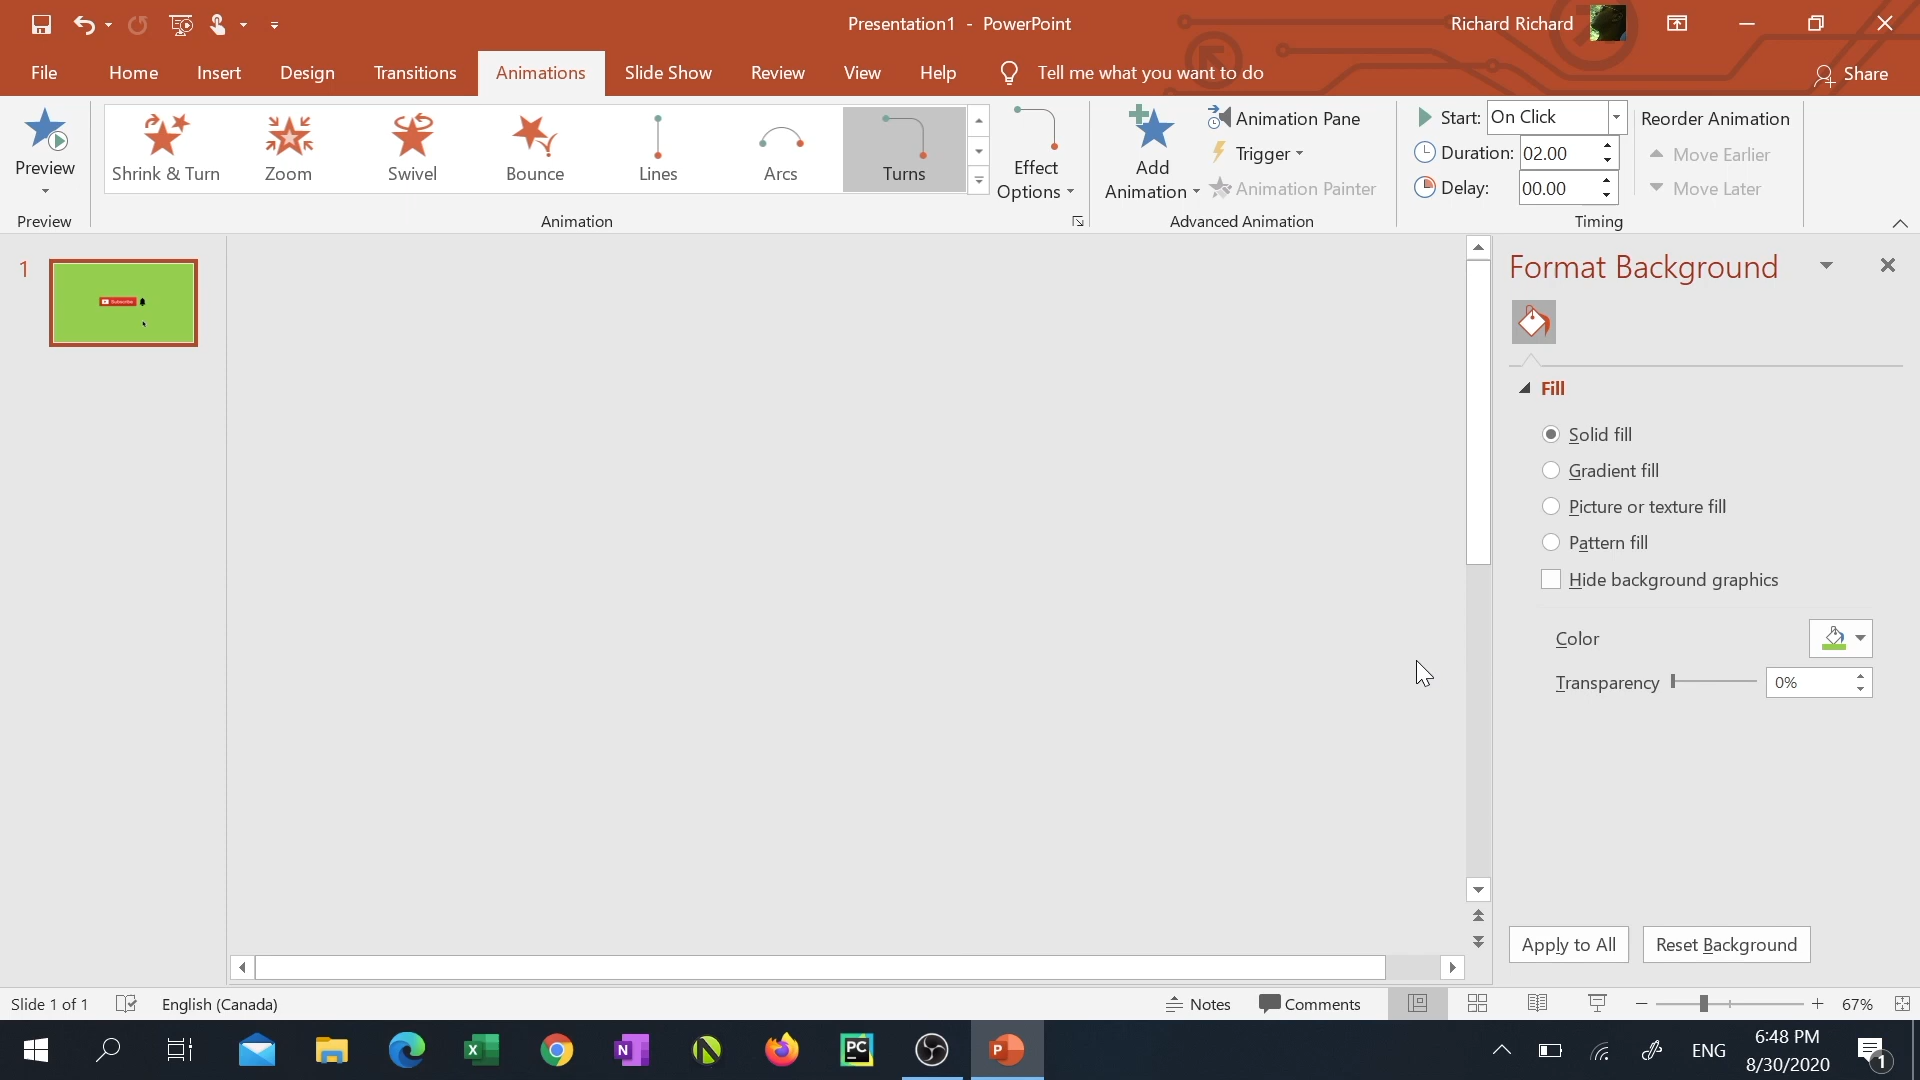 Presentation1 - PowerPoint
Richard Richard
File
Home
Insert
Design
Transitions
Animations
Slide Show
Review
View
Help
Tell me what you want to do
Share
Preview
Preview
Shrink & Turn
Zoom
Swivel
Bounce
Lines
Arcs
Turns
Animation
Effect
Options
Add
Animation
Animation Pane
Trigger
Animation Painter
Advanced Animation
Start: On Click
Duration: 02.00
Delay: 00.00
Timing
Reorder Animation
Move Earlier
Move Later
1
Subscribe
Format Background
Fill
Solid fill
Gradient fill
Picture or texture fill
Pattern fill
Hide background graphics
Color
Transparency 0%
Apply to All
Reset Background
Slide 1 of 1
English (Canada)
Notes
Comments
67%
X
N
N
PC
P
ENG
6:48 PM
8/30/2020
1